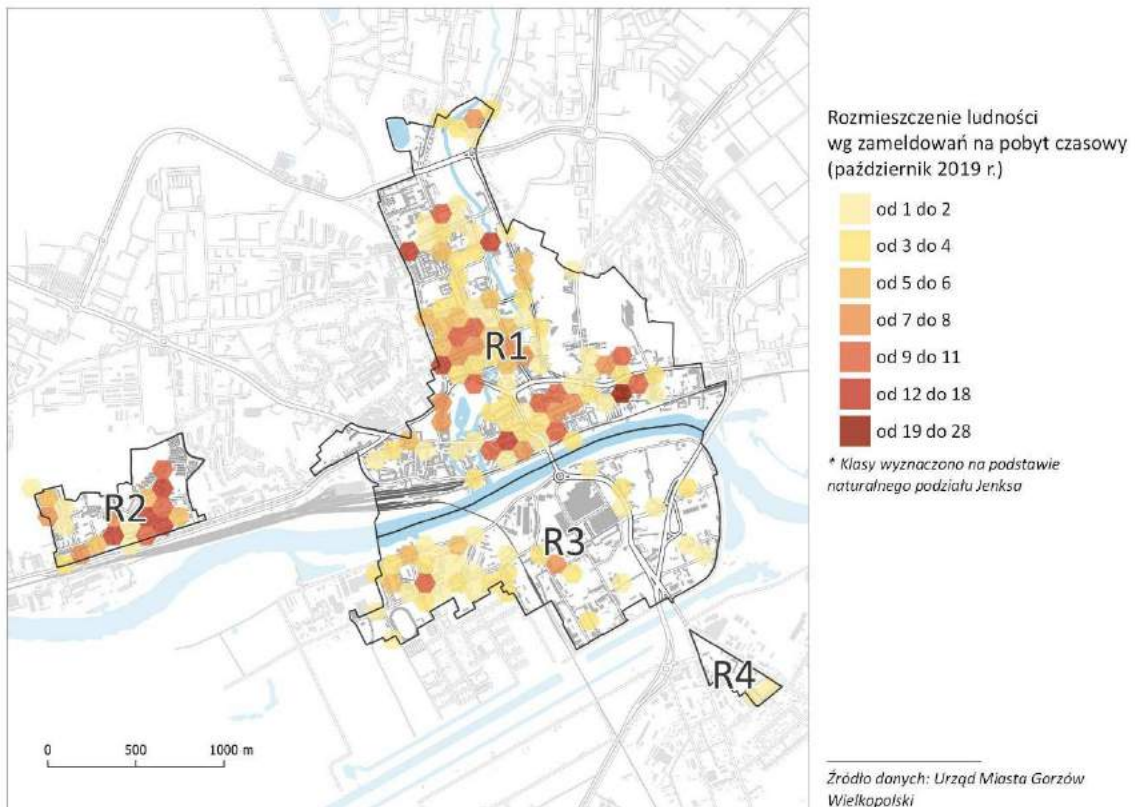 Rozmieszczenie ludności
wg zameldowań na pobyt czasowy
(październik 2019 r.)
od 1 do 2
od 3 do 4
od 5 do 6
od 7 do 8
od 9 do 11
od 12 do 18
od 19 do 28
* Klasy wyznaczono na podstawie
naturalnego podziału Jenksa
R1
R2
R3
R4
0 500 1000 m
Źródło danych: Urząd Miasta Gorzów
Wielkopolski